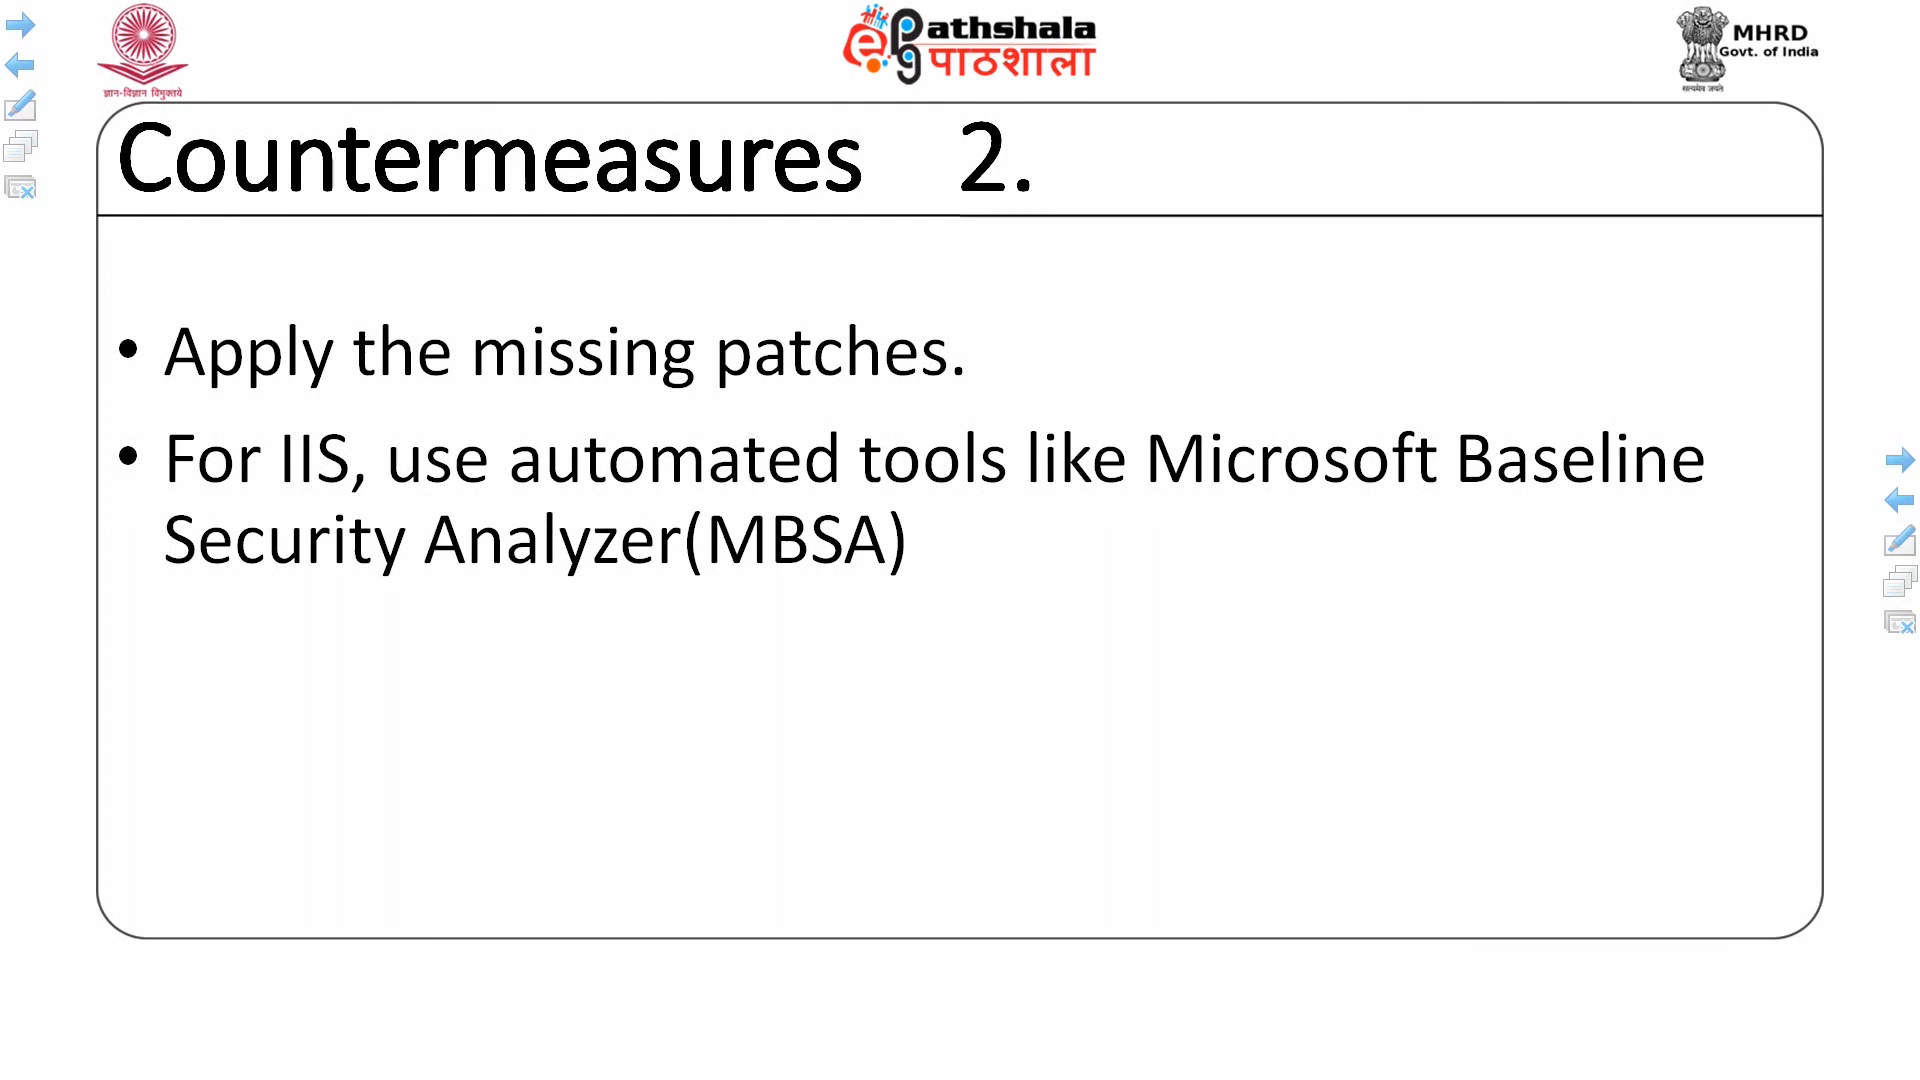 ज्ञान-विज्ञान विमुक्तये
ePG athshala
पाठशाला
MHRD
Govt. of India
सत्यमेव जयते
Countermeasures 2.
• Apply the missing patches.
• For IIS, use automated tools like Microsoft Baseline
Security Analyzer(MBSA)